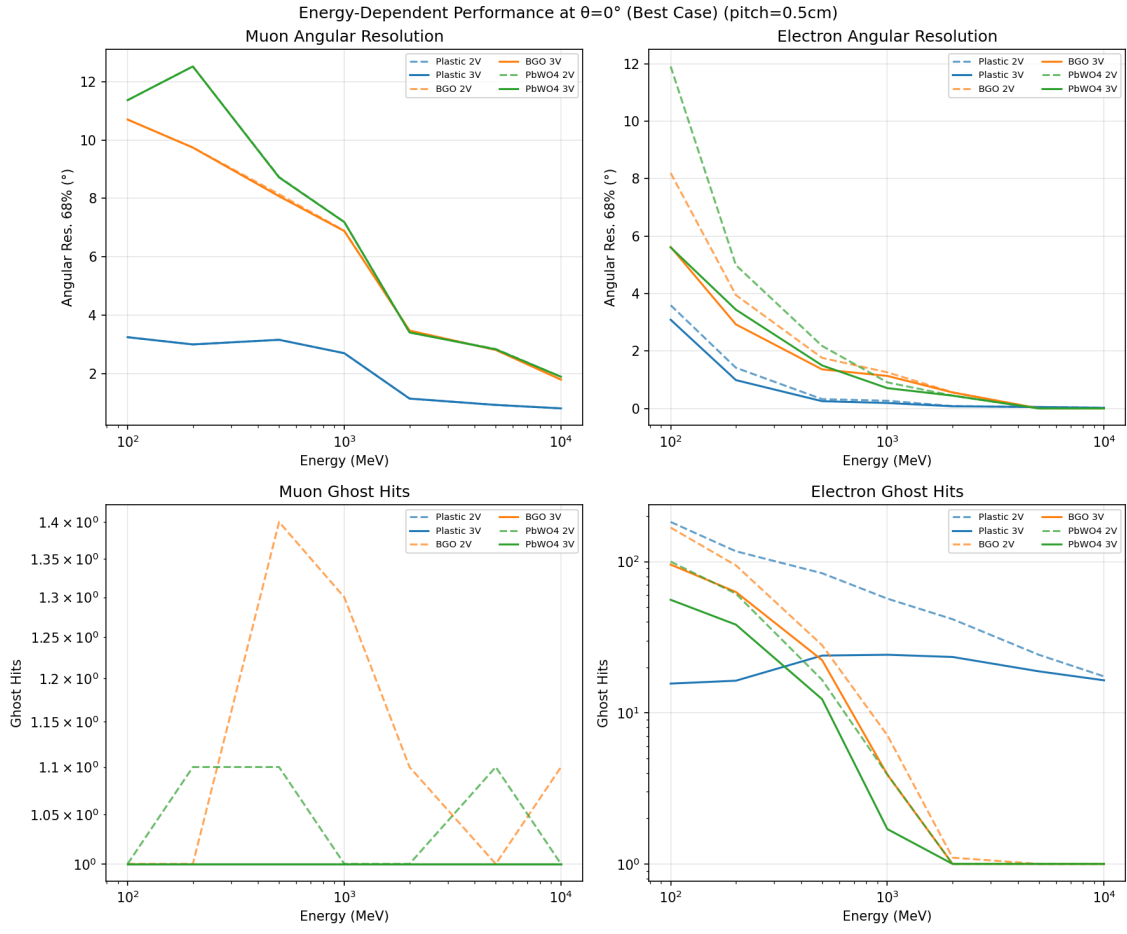 Energy-Dependent Performance at θ=0° (Best Case) (pitch=0.5cm)
Muon Angular Resolution
Angular Res. 68% (°)
12
10
8
6
4
2
Plastic 2V
Plastic 3V
BGO 2V
BGO 3V
PbWO4 2V
PbWO4 3V
10²
10³
10⁴
Energy (MeV)
Electron Angular Resolution
Angular Res. 68% (°)
12
10
8
6
4
2
0
Plastic 2V
Plastic 3V
BGO 2V
BGO 3V
PbWO4 2V
PbWO4 3V
10²
10³
10⁴
Energy (MeV)
Muon Ghost Hits
Ghost Hits
1.4 × 10⁰
1.35 × 10⁰
1.3 × 10⁰
1.25 × 10⁰
1.2 × 10⁰
1.15 × 10⁰
1.1 × 10⁰
1.05 × 10⁰
10⁰
Plastic 2V
Plastic 3V
BGO 2V
BGO 3V
PbWO4 2V
PbWO4 3V
10²
10³
10⁴
Energy (MeV)
Electron Ghost Hits
Ghost Hits
10²
10¹
10⁰
Plastic 2V
Plastic 3V
BGO 2V
BGO 3V
PbWO4 2V
PbWO4 3V
10²
10³
10⁴
Energy (MeV)